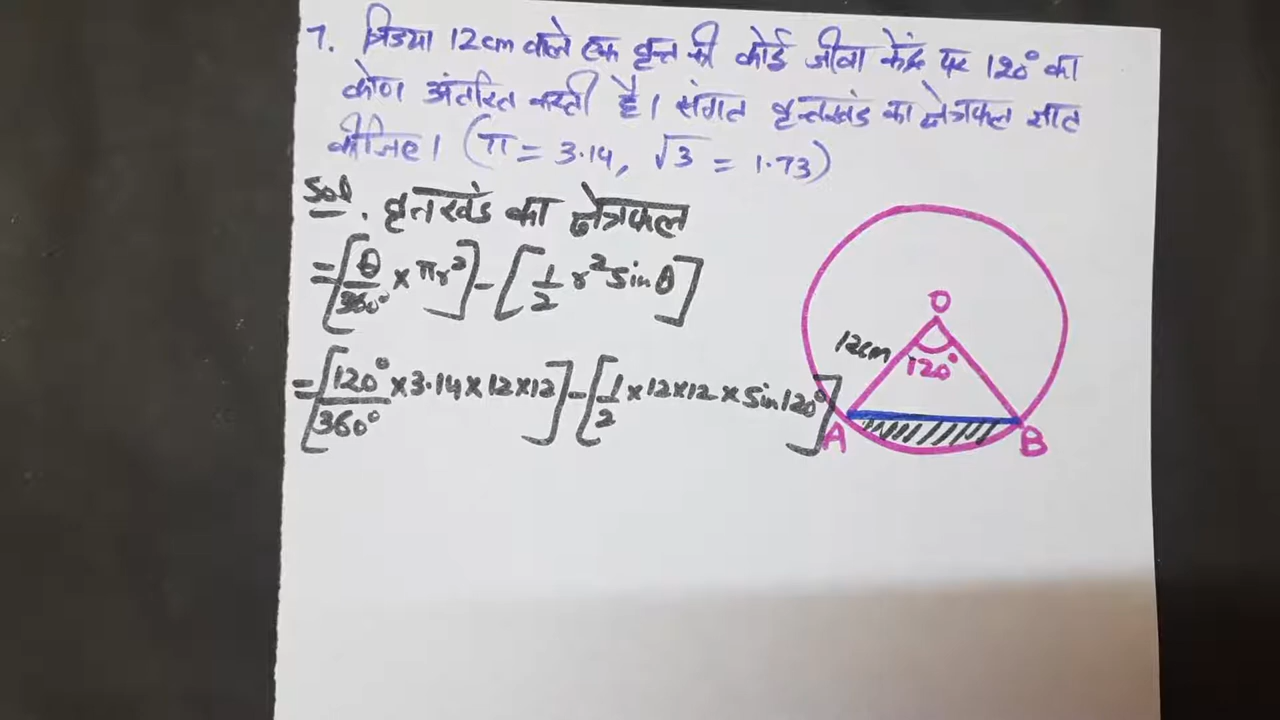 7. त्रिज्या 12cm वाले एक वृत्त की कोई जीवा केंद्र पर 120° का
कोण अंतरित करती है। संगत वृत्तखंड का क्षेत्रफल ज्ञात
कीजिए। (π = 3.14, √3 = 1.73)
Sol. वृत्तखंड का क्षेत्रफल
= [θ/360° × πr²] - [1/2 r² sin θ]
= [120°/360° × 3.14 × 12 × 12] - [1/2 × 12 × 12 × sin 120°]
O
12cm
120°
A
B